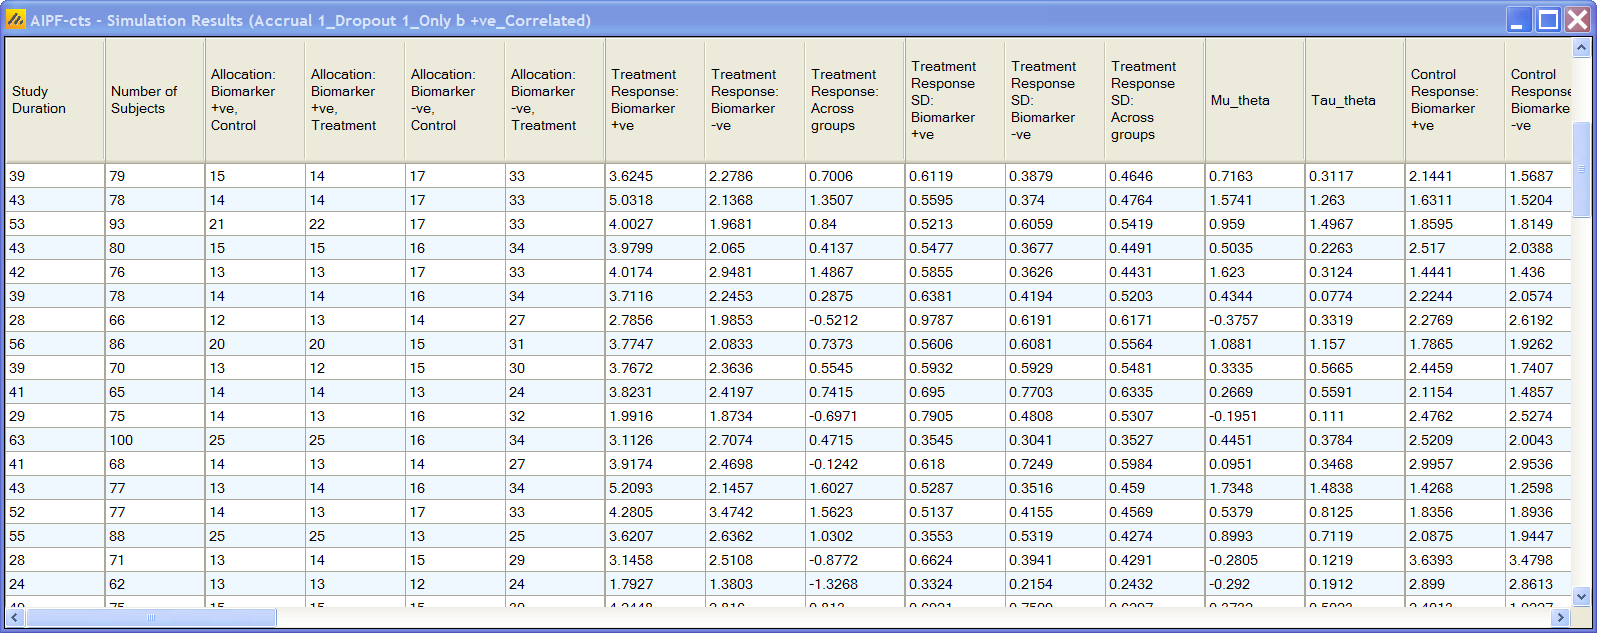 AIPF-cts - Simulation Results (Accrual 1_Dropout 1_Only b +ve_Correlated)
Study Duration Number of Subjects Allocation: Biomarker +ve, Control Allocation: Biomarker +ve, Treatment Allocation: Biomarker -ve, Control Allocation: Biomarker -ve, Treatment Treatment Response: Biomarker +ve Treatment Response: Biomarker -ve Treatment Response: Across groups Treatment Response SD: Biomarker +ve Treatment Response SD: Biomarker -ve Treatment Response SD: Across groups Mu_theta Tau_theta Control Response: Biomarker +ve Control Response Biomarke -ve
39 79 15 14 17 33 3.6245 2.2786 0.7006 0.6119 0.3879 0.4646 0.7163 0.3117 2.1441 1.5687
43 78 14 14 17 33 5.0318 2.1368 1.3507 0.5595 0.374 0.4764 1.5741 1.263 1.6311 1.5204
53 93 21 22 17 33 4.0027 1.9681 0.84 0.5213 0.6059 0.5419 0.959 1.4967 1.8595 1.8149
43 80 15 15 16 34 3.9799 2.065 0.4137 0.5477 0.3677 0.4491 0.5035 0.2263 2.517 2.0388
42 76 13 13 17 33 4.0174 2.9481 1.4867 0.5855 0.3626 0.4431 1.623 0.3124 1.4441 1.436
39 78 14 14 16 34 3.7116 2.2453 0.2875 0.6381 0.4194 0.5203 0.4344 0.0774 2.2244 2.0574
28 66 12 13 14 27 2.7856 1.9853 -0.5212 0.9787 0.6191 0.6171 -0.3757 0.3319 2.2769 2.6192
56 86 20 20 15 31 3.7747 2.0833 0.7373 0.5606 0.6081 0.5564 1.0881 1.157 1.7865 1.9262
39 70 13 12 15 30 3.7672 2.3636 0.5545 0.5932 0.5929 0.5481 0.3335 0.5665 2.4459 1.7407
41 65 14 14 13 24 3.8231 2.4197 0.7415 0.695 0.7703 0.6335 0.2669 0.5591 2.1154 1.4857
29 75 14 13 16 32 1.9916 1.8734 -0.6971 0.7905 0.4808 0.5307 -0.1951 0.111 2.4762 2.5274
63 100 25 25 16 34 3.1126 2.7074 0.4715 0.3545 0.3041 0.3527 0.4451 0.3784 2.5209 2.0043
41 68 14 13 14 27 3.9174 2.4698 -0.1242 0.618 0.7249 0.5984 0.0951 0.3468 2.9957 2.9536
43 77 13 14 16 34 5.2093 2.1457 1.6027 0.5287 0.3516 0.459 1.7348 1.4838 1.4268 1.2598
52 77 14 13 17 33 4.2805 3.4742 1.5623 0.5137 0.4155 0.4569 0.5379 0.8125 1.8356 1.8936
55 88 25 25 13 25 3.6207 2.6362 1.0302 0.3553 0.5319 0.4274 0.8993 0.7119 2.0875 1.9447
28 71 13 14 15 29 3.1458 2.5108 -0.8772 0.6624 0.3941 0.4291 -0.2805 0.1219 3.6393 3.4798
24 62 13 13 12 24 1.7927 1.3803 -1.3268 0.3324 0.2154 0.2432 -0.292 0.1912 2.899 2.8613